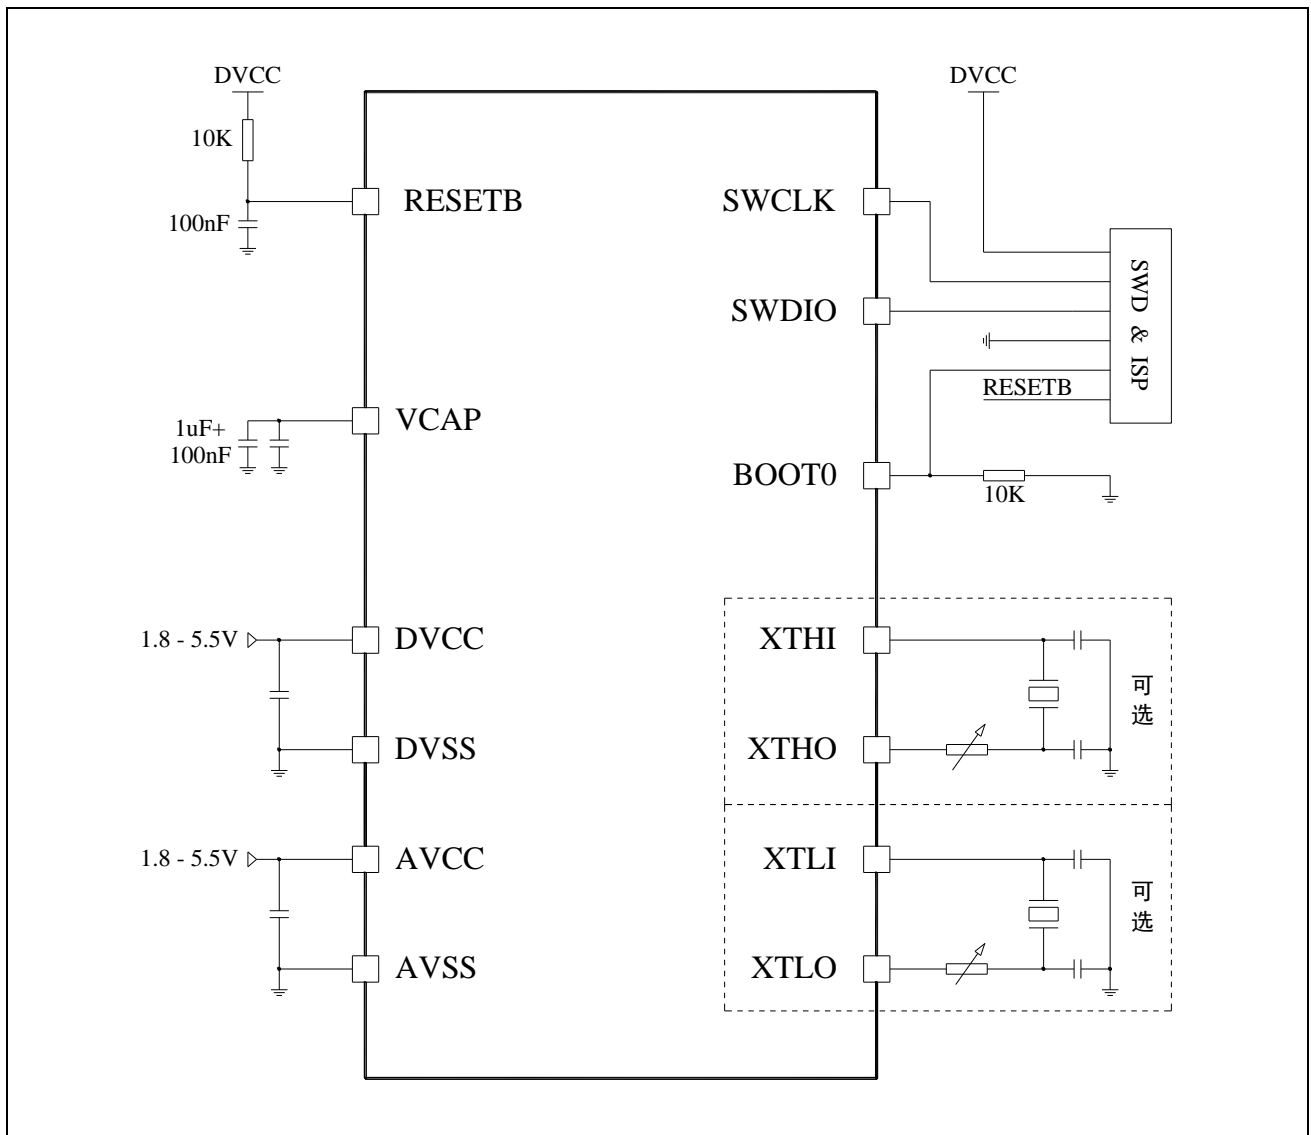 DVCC
DVCC
10K
RESETB
SWCLK
100nF
SWD & ISP
SWDIO
RESETB
1uF+
100nF
VCAP
BOOT0
10K
1.8 - 5.5V
DVCC
XTHI
可
选
DVSS
XTHO
1.8 - 5.5V
AVCC
XTLI
可
选
AVSS
XTLO